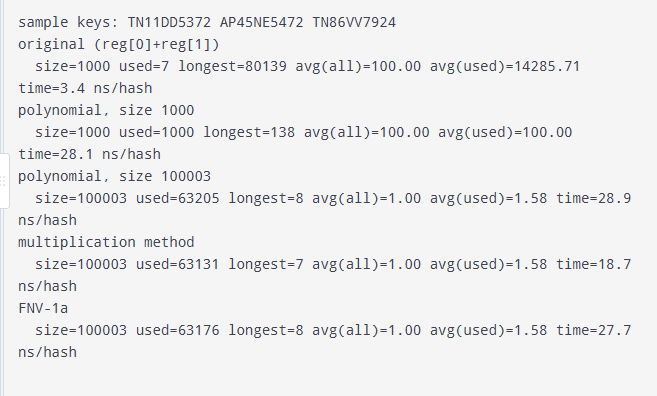 sample keys: TN11DD5372 AP45NE5472 TN86VV7924
original (reg[0]+reg[1])
  size=1000 used=7 longest=80139 avg(all)=100.00 avg(used)=14285.71
time=3.4 ns/hash
polynomial, size 1000
  size=1000 used=1000 longest=138 avg(all)=100.00 avg(used)=100.00
time=28.1 ns/hash
polynomial, size 100003
  size=100003 used=63205 longest=8 avg(all)=1.00 avg(used)=1.58 time=28.9
ns/hash
multiplication method
  size=100003 used=63131 longest=7 avg(all)=1.00 avg(used)=1.58 time=18.7
ns/hash
FNV-1a
  size=100003 used=63176 longest=8 avg(all)=1.00 avg(used)=1.58 time=27.7
ns/hash